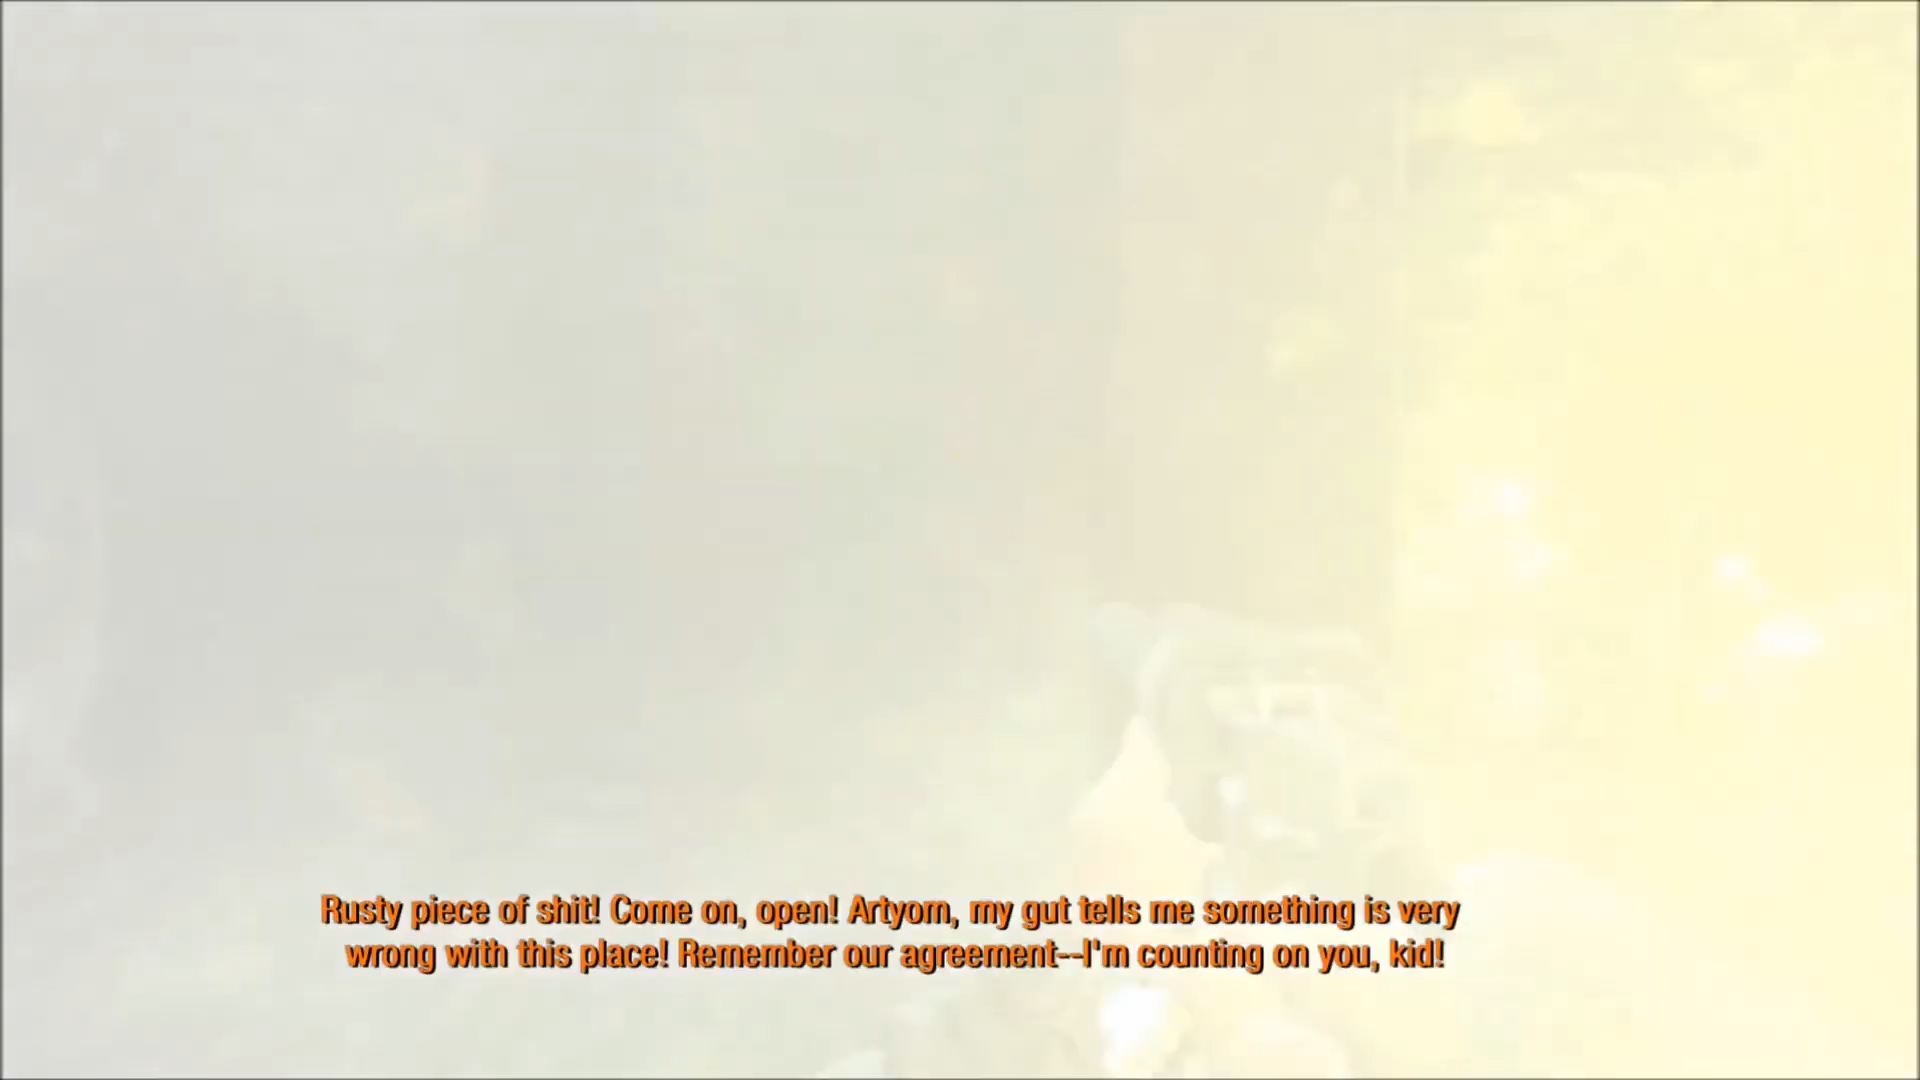 Rusty piece of shit! Come on, open! Artyom, my gut tells me something is very
wrong with this place! Remember our agreement--I'm counting on you, kid!